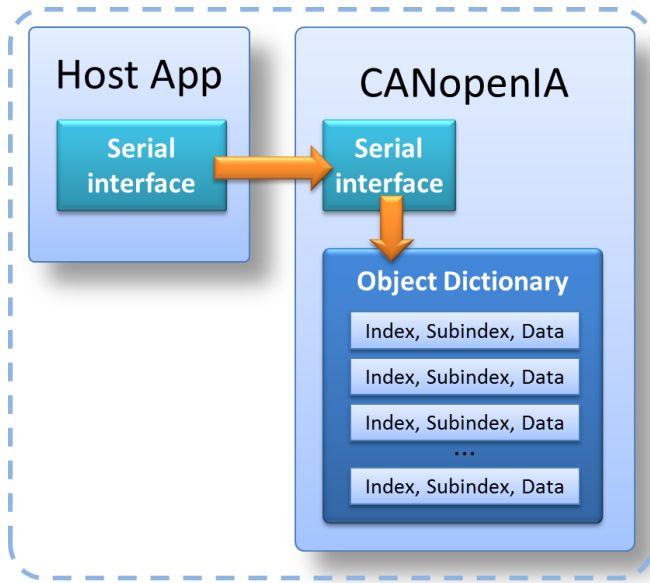 Host App
Serial
interface
CANopenIA
Serial
interface
Object Dictionary
Index, Subindex, Data
Index, Subindex, Data
Index, Subindex, Data
...
Index, Subindex, Data